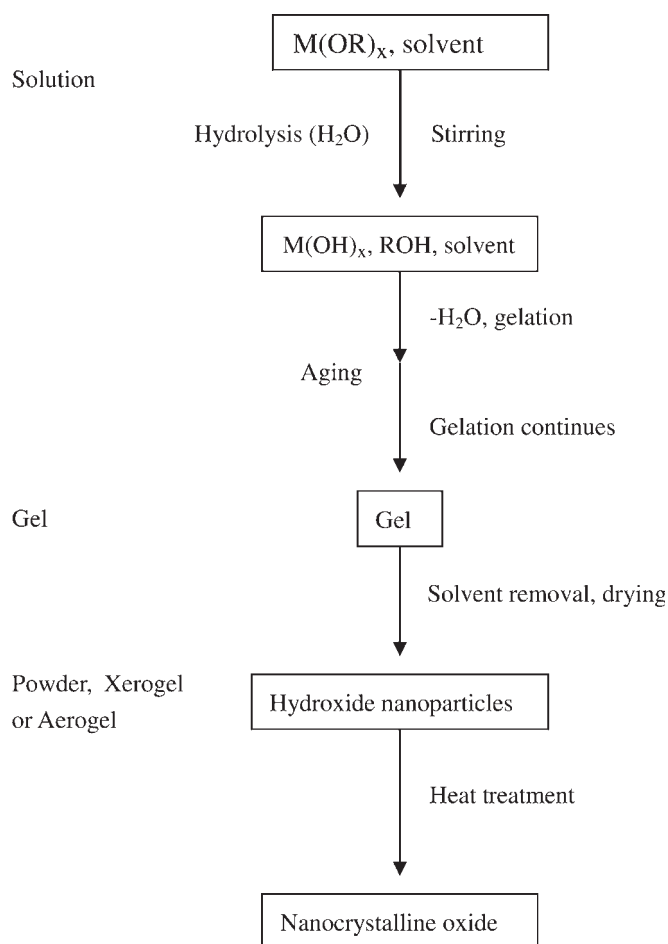 M(OR)x, solvent
Solution
Hydrolysis (H2O) Stirring
M(OH)x, ROH, solvent
-H2O, gelation
Aging
Gelation continues
Gel Gel
Solvent removal, drying
Powder, Xerogel
or Aerogel
Hydroxide nanoparticles
Heat treatment
Nanocrystalline oxide